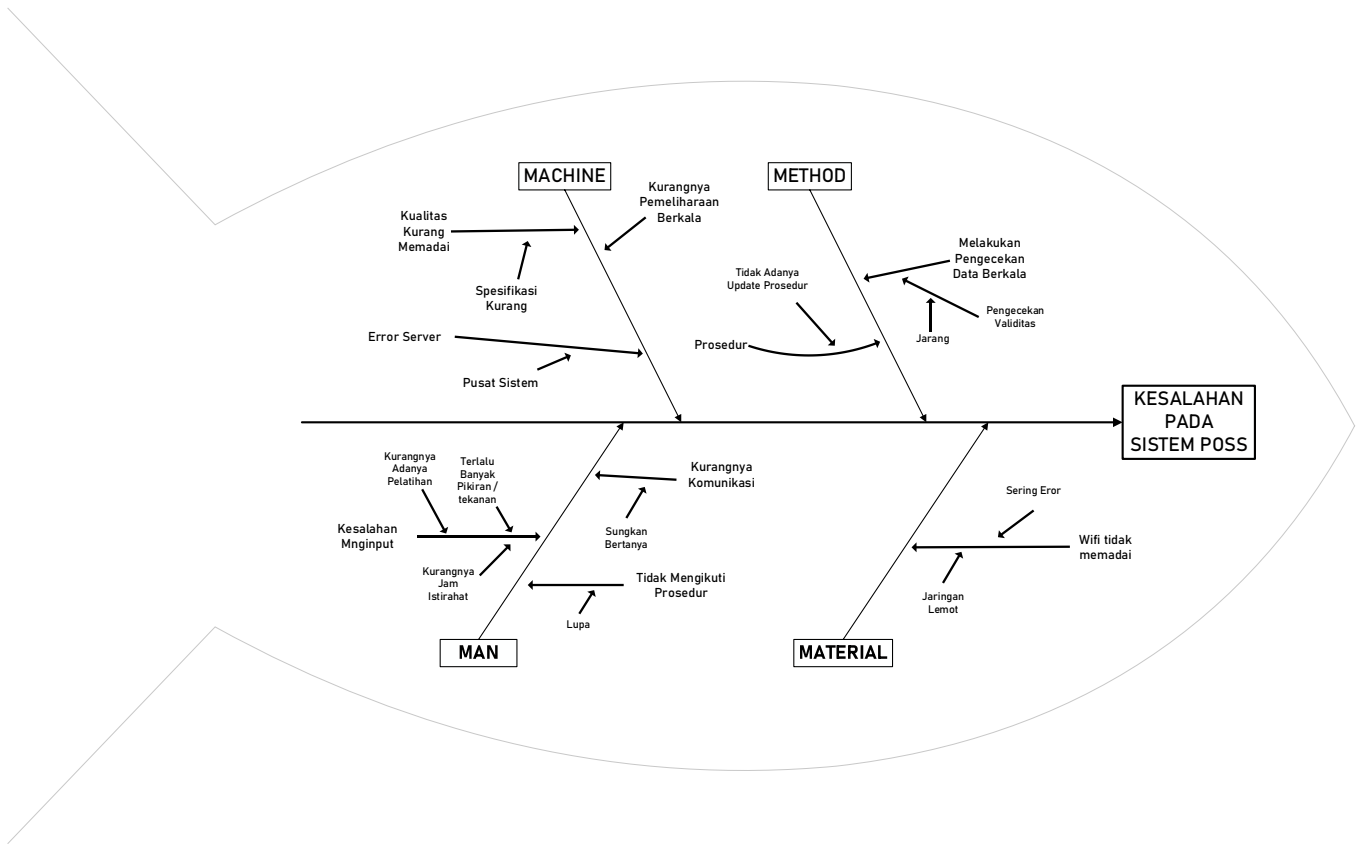 MACHINE
METHOD
Kurangnya
Pemeliharaan
Berkala
Kualitas
Kurang
Memadai
Spesifikasi
Kurang
Error Server
Pusat Sistem
Melakukan
Pengecekan
Data Berkala
Tidak Adanya
Update Prosedur
Pengecekan
Validitas
Jarang
Prosedur
KESALAHAN
PADA
SISTEM POSS
Kurangnya
Adanya
Pelatihan
Terlalu
Banyak
Pikiran /
tekanan
Kurangnya
Komunikasi
Sungkan
Bertanya
Kesalahan
Mnginput
Kurangnya
Jam
Istirahat
Tidak Mengikuti
Prosedur
Lupa
Sering Eror
Wifi tidak
memadai
Jaringan
Lemot
MAN
MATERIAL